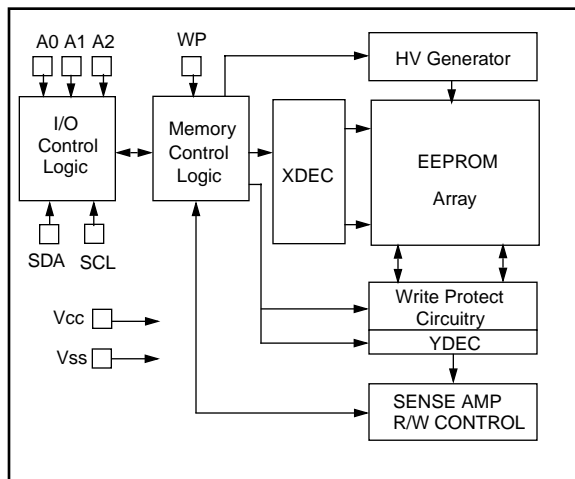 A0 A1 A2
WP
HV Generator
I/O
Control
Logic
Memory
Control
Logic
XDEC
EEPROM
Array
SDA
SCL
Write Protect
Circuitry
YDEC
Vcc
Vss
SENSE AMP
R/W CONTROL